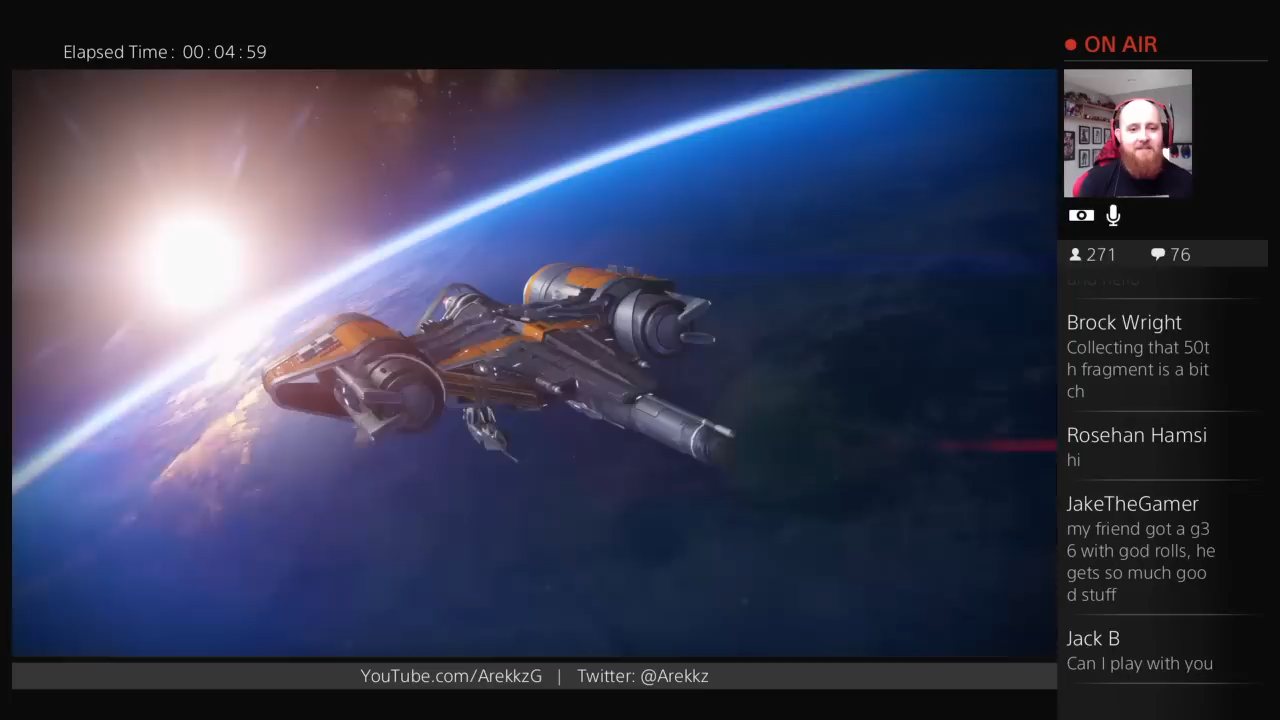 Elapsed Time: 00:04:59
ON AIR
271 76
Brock Wright
Collecting that 50t
h fragment is a bit
ch
Rosehan Hamsi
hi
JakeTheGamer
my friend got a g3
6 with god rolls, he
gets so much goo
d stuff
Jack B
Can I play with you
YouTube.com/ArekkzG | Twitter: @Arekkz